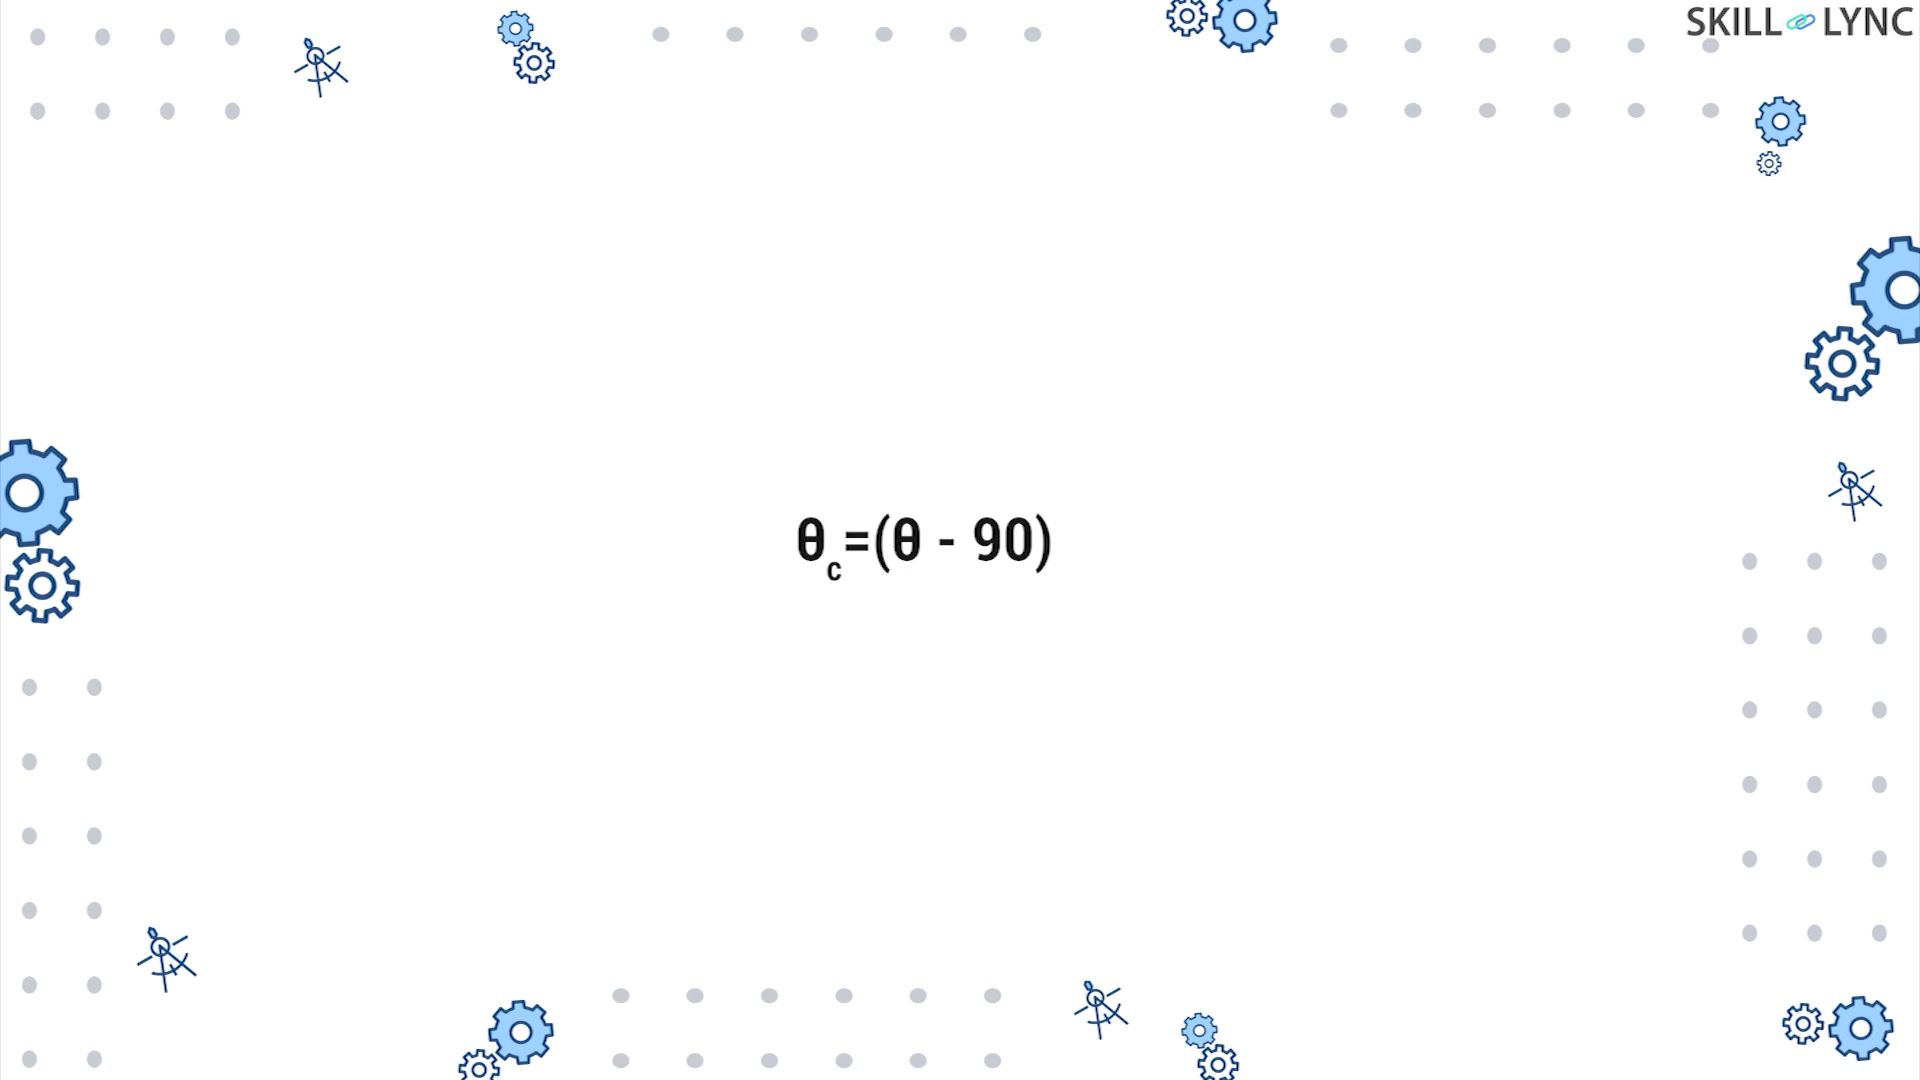 SKILL LYNC
θc=(θ - 90)